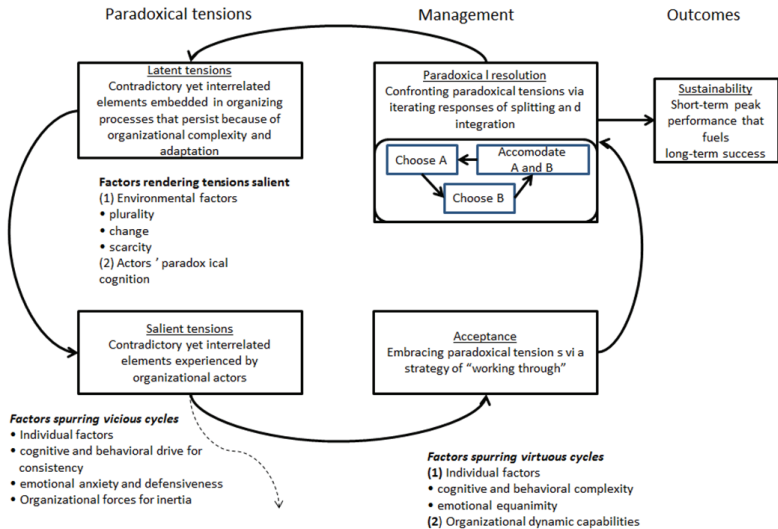 Paradoxical tensions
Management
Outcomes
Latent tensions
Contradictory yet interrelated
elements embedded in organizing
processes that persist because of
organizational complexity and
adaptation
Paradoxica l resolution
Confronting paradoxical tensions via
iterating responses of splitting an d
integration
Choose A
Accomodate
A and B
Choose B
Sustainability
Short-term peak
performance that
fuels
long-term success
Factors rendering tensions salient
(1) Environmental factors
• plurality
• change
• scarcity
(2) Actors ’ paradox ical
cognition
Salient tensions
Contradictory yet interrelated
elements experienced by
organizational actors
Acceptance
Embracing paradoxical tension s vi a
strategy of “working through”
Factors spurring vicious cycles
• Individual factors
• cognitive and behavioral drive for
consistency
• emotional anxiety and defensiveness
• Organizational forces for inertia
Factors spurring virtuous cycles
(1) Individual factors
• cognitive and behavioral complexity
• emotional equanimity
(2) Organizational dynamic capabilities